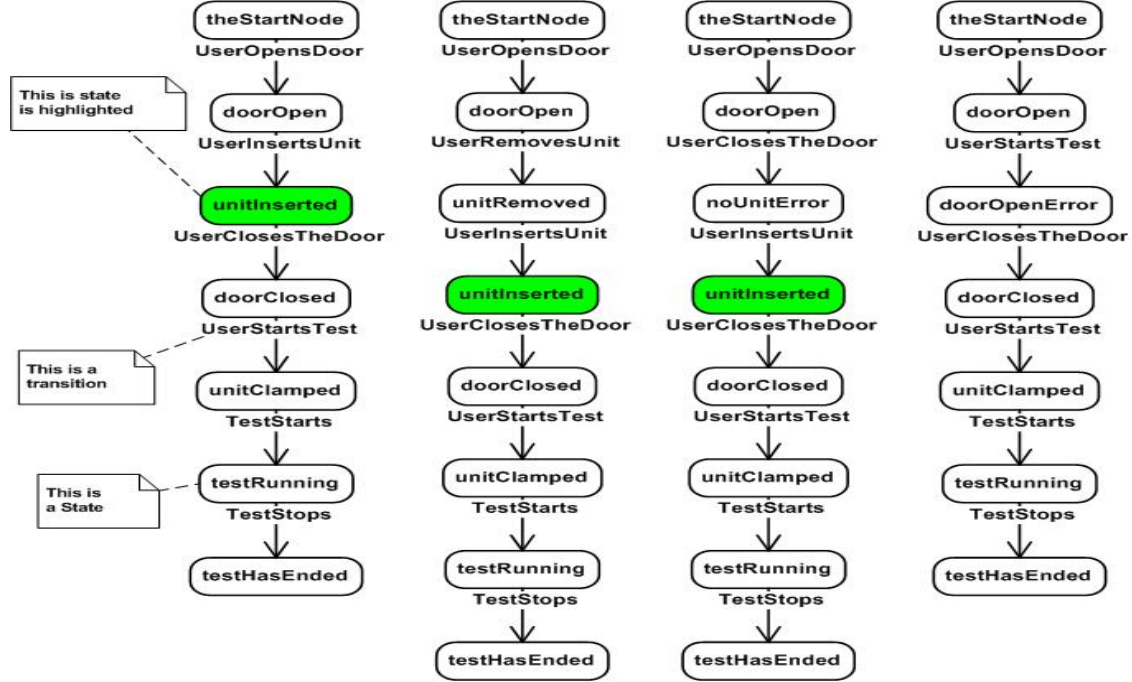 theStartNode
UserOpensDoor
doorOpen
UserInsertsUnit
unitInserted
UserClosesTheDoor
doorClosed
UserStartsTest
unitClamped
TestStarts
testRunning
TestStops
testHasEnded
This is state
is highlighted
This is a
transition
This is
a State
theStartNode
UserOpensDoor
doorOpen
UserRemovesUnit
unitRemoved
UserInsertsUnit
unitInserted
UserClosesTheDoor
doorClosed
UserStartsTest
unitClamped
TestStarts
testRunning
TestStops
testHasEnded
theStartNode
UserOpensDoor
doorOpen
UserClosesTheDoor
noUnitError
UserInsertsUnit
unitInserted
UserClosesTheDoor
doorClosed
UserStartsTest
unitClamped
TestStarts
testRunning
TestStops
testHasEnded
theStartNode
UserOpensDoor
doorOpen
UserStartsTest
doorOpenError
UserClosesTheDoor
doorClosed
UserStartsTest
unitClamped
TestStarts
testRunning
TestStops
testHasEnded